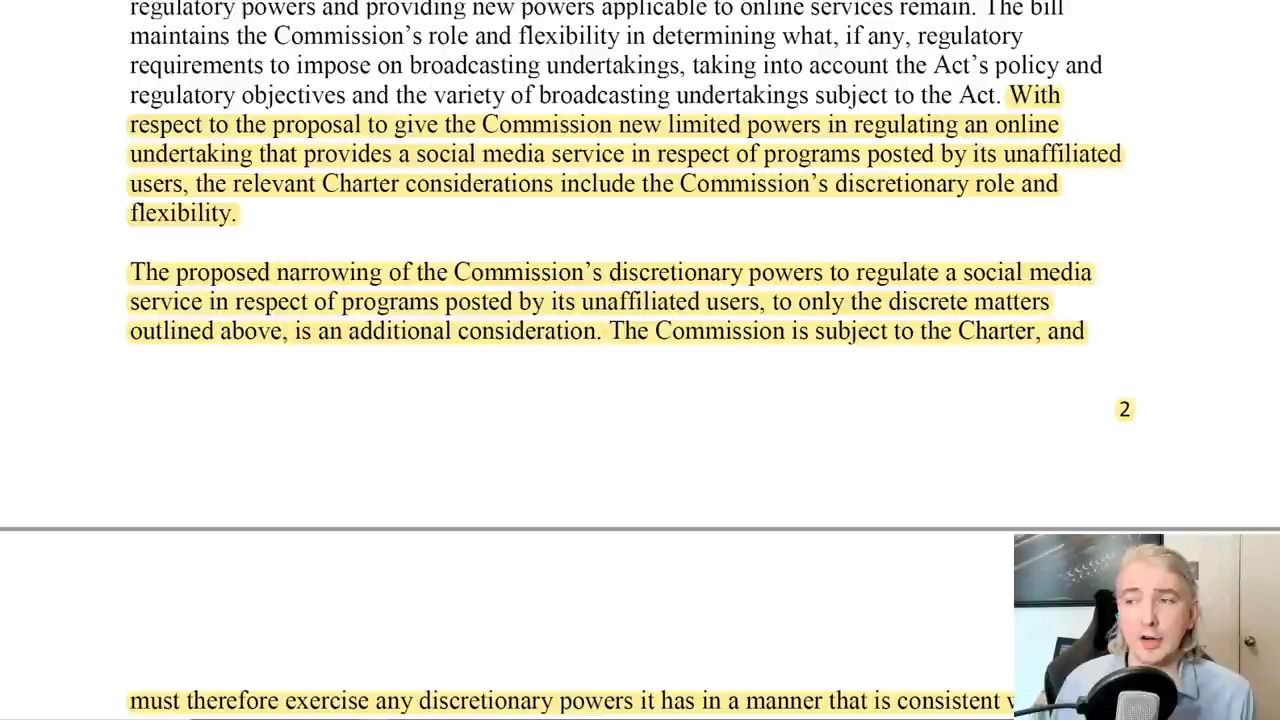 regulatory powers and providing new powers applicable to online services remain. The bill
maintains the Commission’s role and flexibility in determining what, if any, regulatory
requirements to impose on broadcasting undertakings, taking into account the Act’s policy and
regulatory objectives and the variety of broadcasting undertakings subject to the Act. With
respect to the proposal to give the Commission new limited powers in regulating an online
undertaking that provides a social media service in respect of programs posted by its unaffiliated
users, the relevant Charter considerations include the Commission’s discretionary role and
flexibility.
The proposed narrowing of the Commission’s discretionary powers to regulate a social media
service in respect of programs posted by its unaffiliated users, to only the discrete matters
outlined above, is an additional consideration. The Commission is subject to the Charter, and
2
must therefore exercise any discretionary powers it has in a manner that is consistent